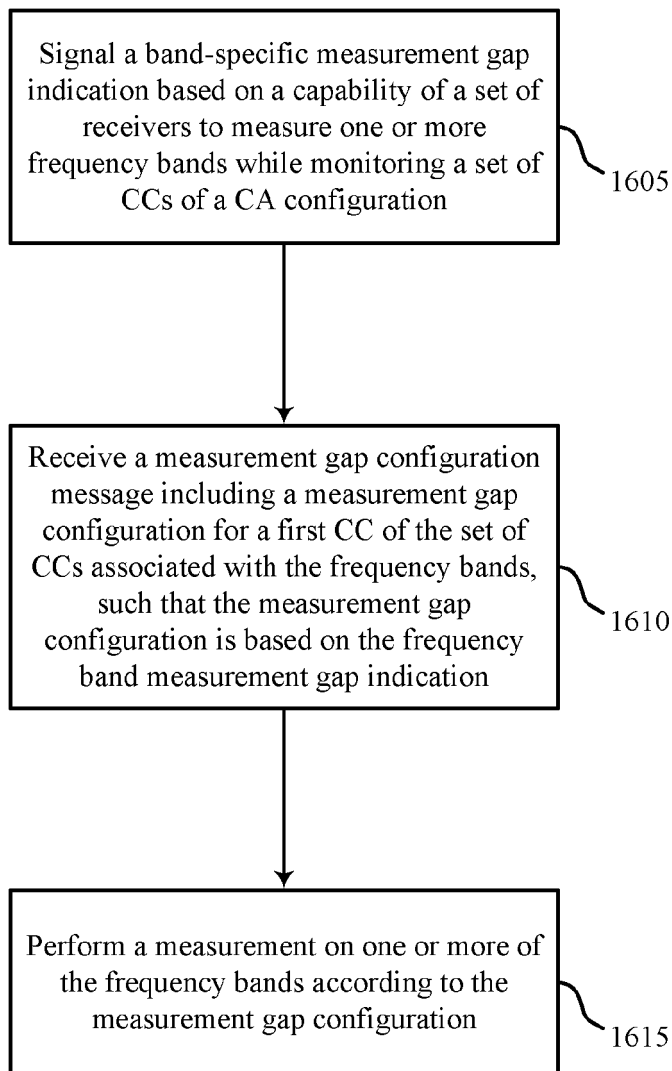 Signal a band-specific measurement gap
indication based on a capability of a set of
receivers to measure one or more
frequency bands while monitoring a set of
CCs of a CA configuration
1605
Receive a measurement gap configuration
message including a measurement gap
configuration for a first CC of the set of
CCs associated with the frequency bands,
such that the measurement gap
configuration is based on the frequency
band measurement gap indication
1610
Perform a measurement on one or more of
the frequency bands according to the
measurement gap configuration
1615